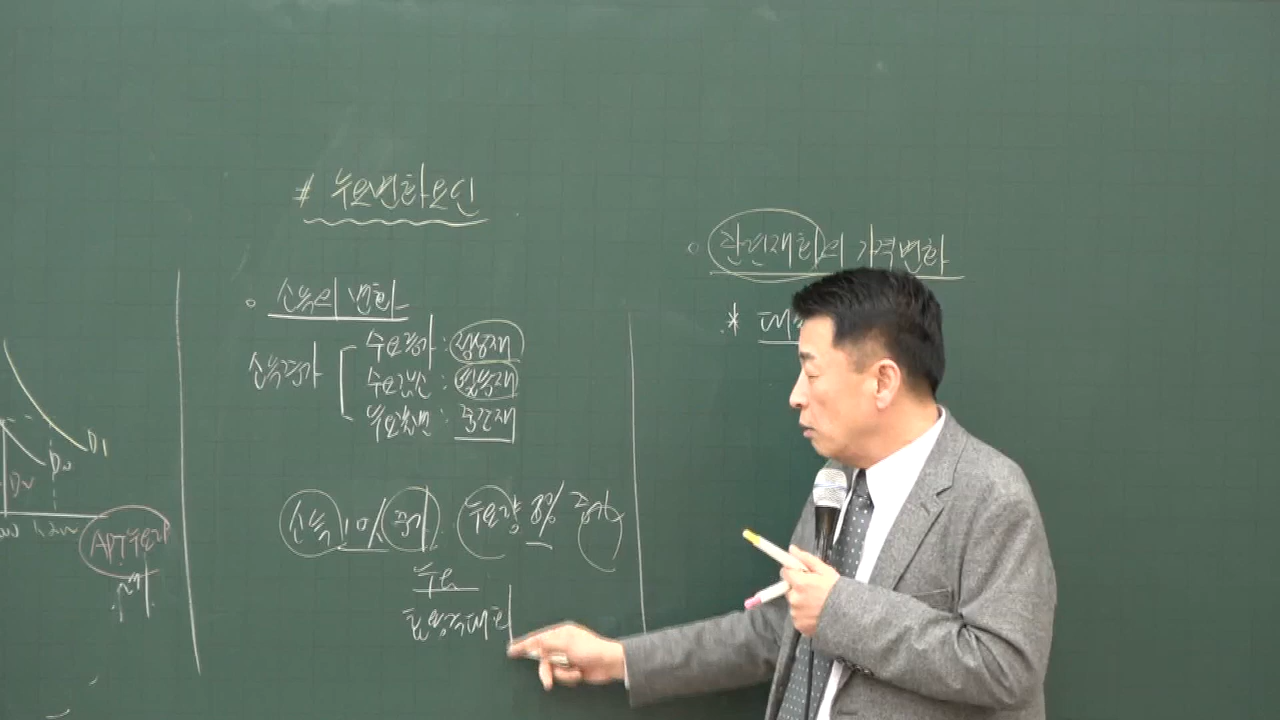 # 수요변화요인
○ 소득의 변화
소득증가
수요증가 : 정상재
수요감소 : 열등재
수요불변 : 중간재
소득 10% 증가 수요량 8% 증가
수요
D1
D0
APT수요량
○ 관련재화의 가격변화
* 대